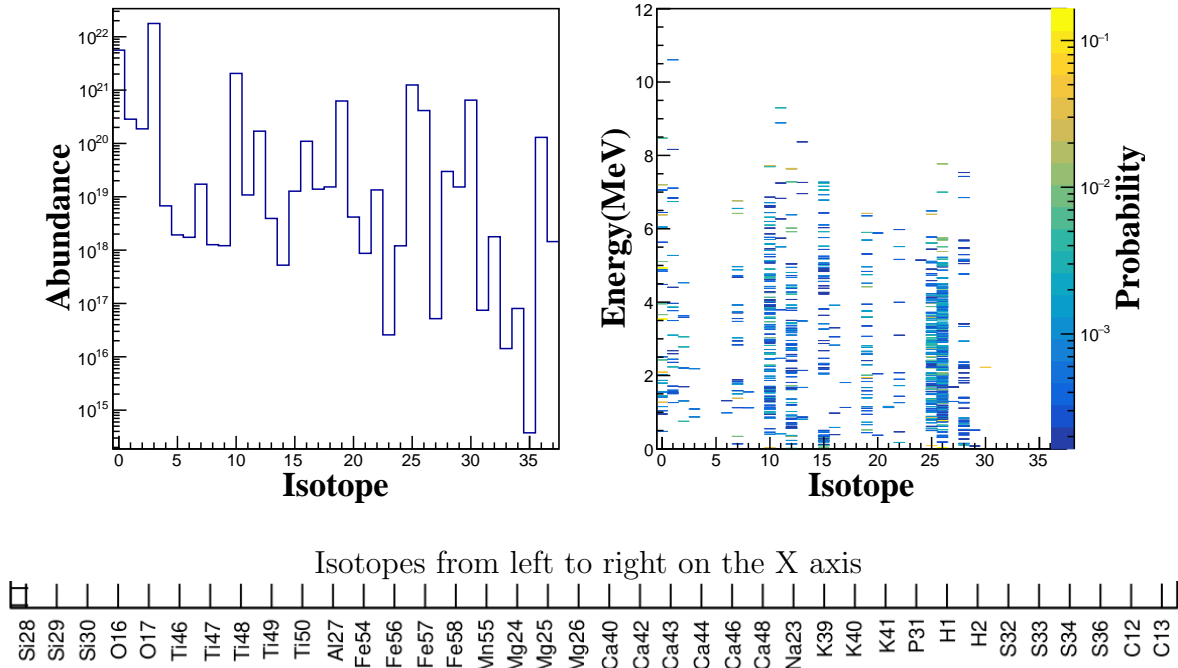 Abundance
10^22
10^21
10^20
10^19
10^18
10^17
10^16
10^15
0 5 10 15 20 25 30 35
Isotope
Energy(MeV)
12
10
8
6
4
2
0
0 5 10 15 20 25 30 35
Isotope
10^−1
10^−2
10^−3
Probability
Isotopes from left to right on the X axis
Si28 Si29 Si30 O16 O17 Ti46 Ti47 Ti48 Ti49 Ti50 Al27 Fe54 Fe56 Fe57 Fe58 Mn55 Mg24 Mg25 Mg26 Ca40 Ca42 Ca43 Ca44 Ca46 Ca48 Na23 K39 K40 K41 P31 H1 H2 S32 S33 S34 S36 C12 C13